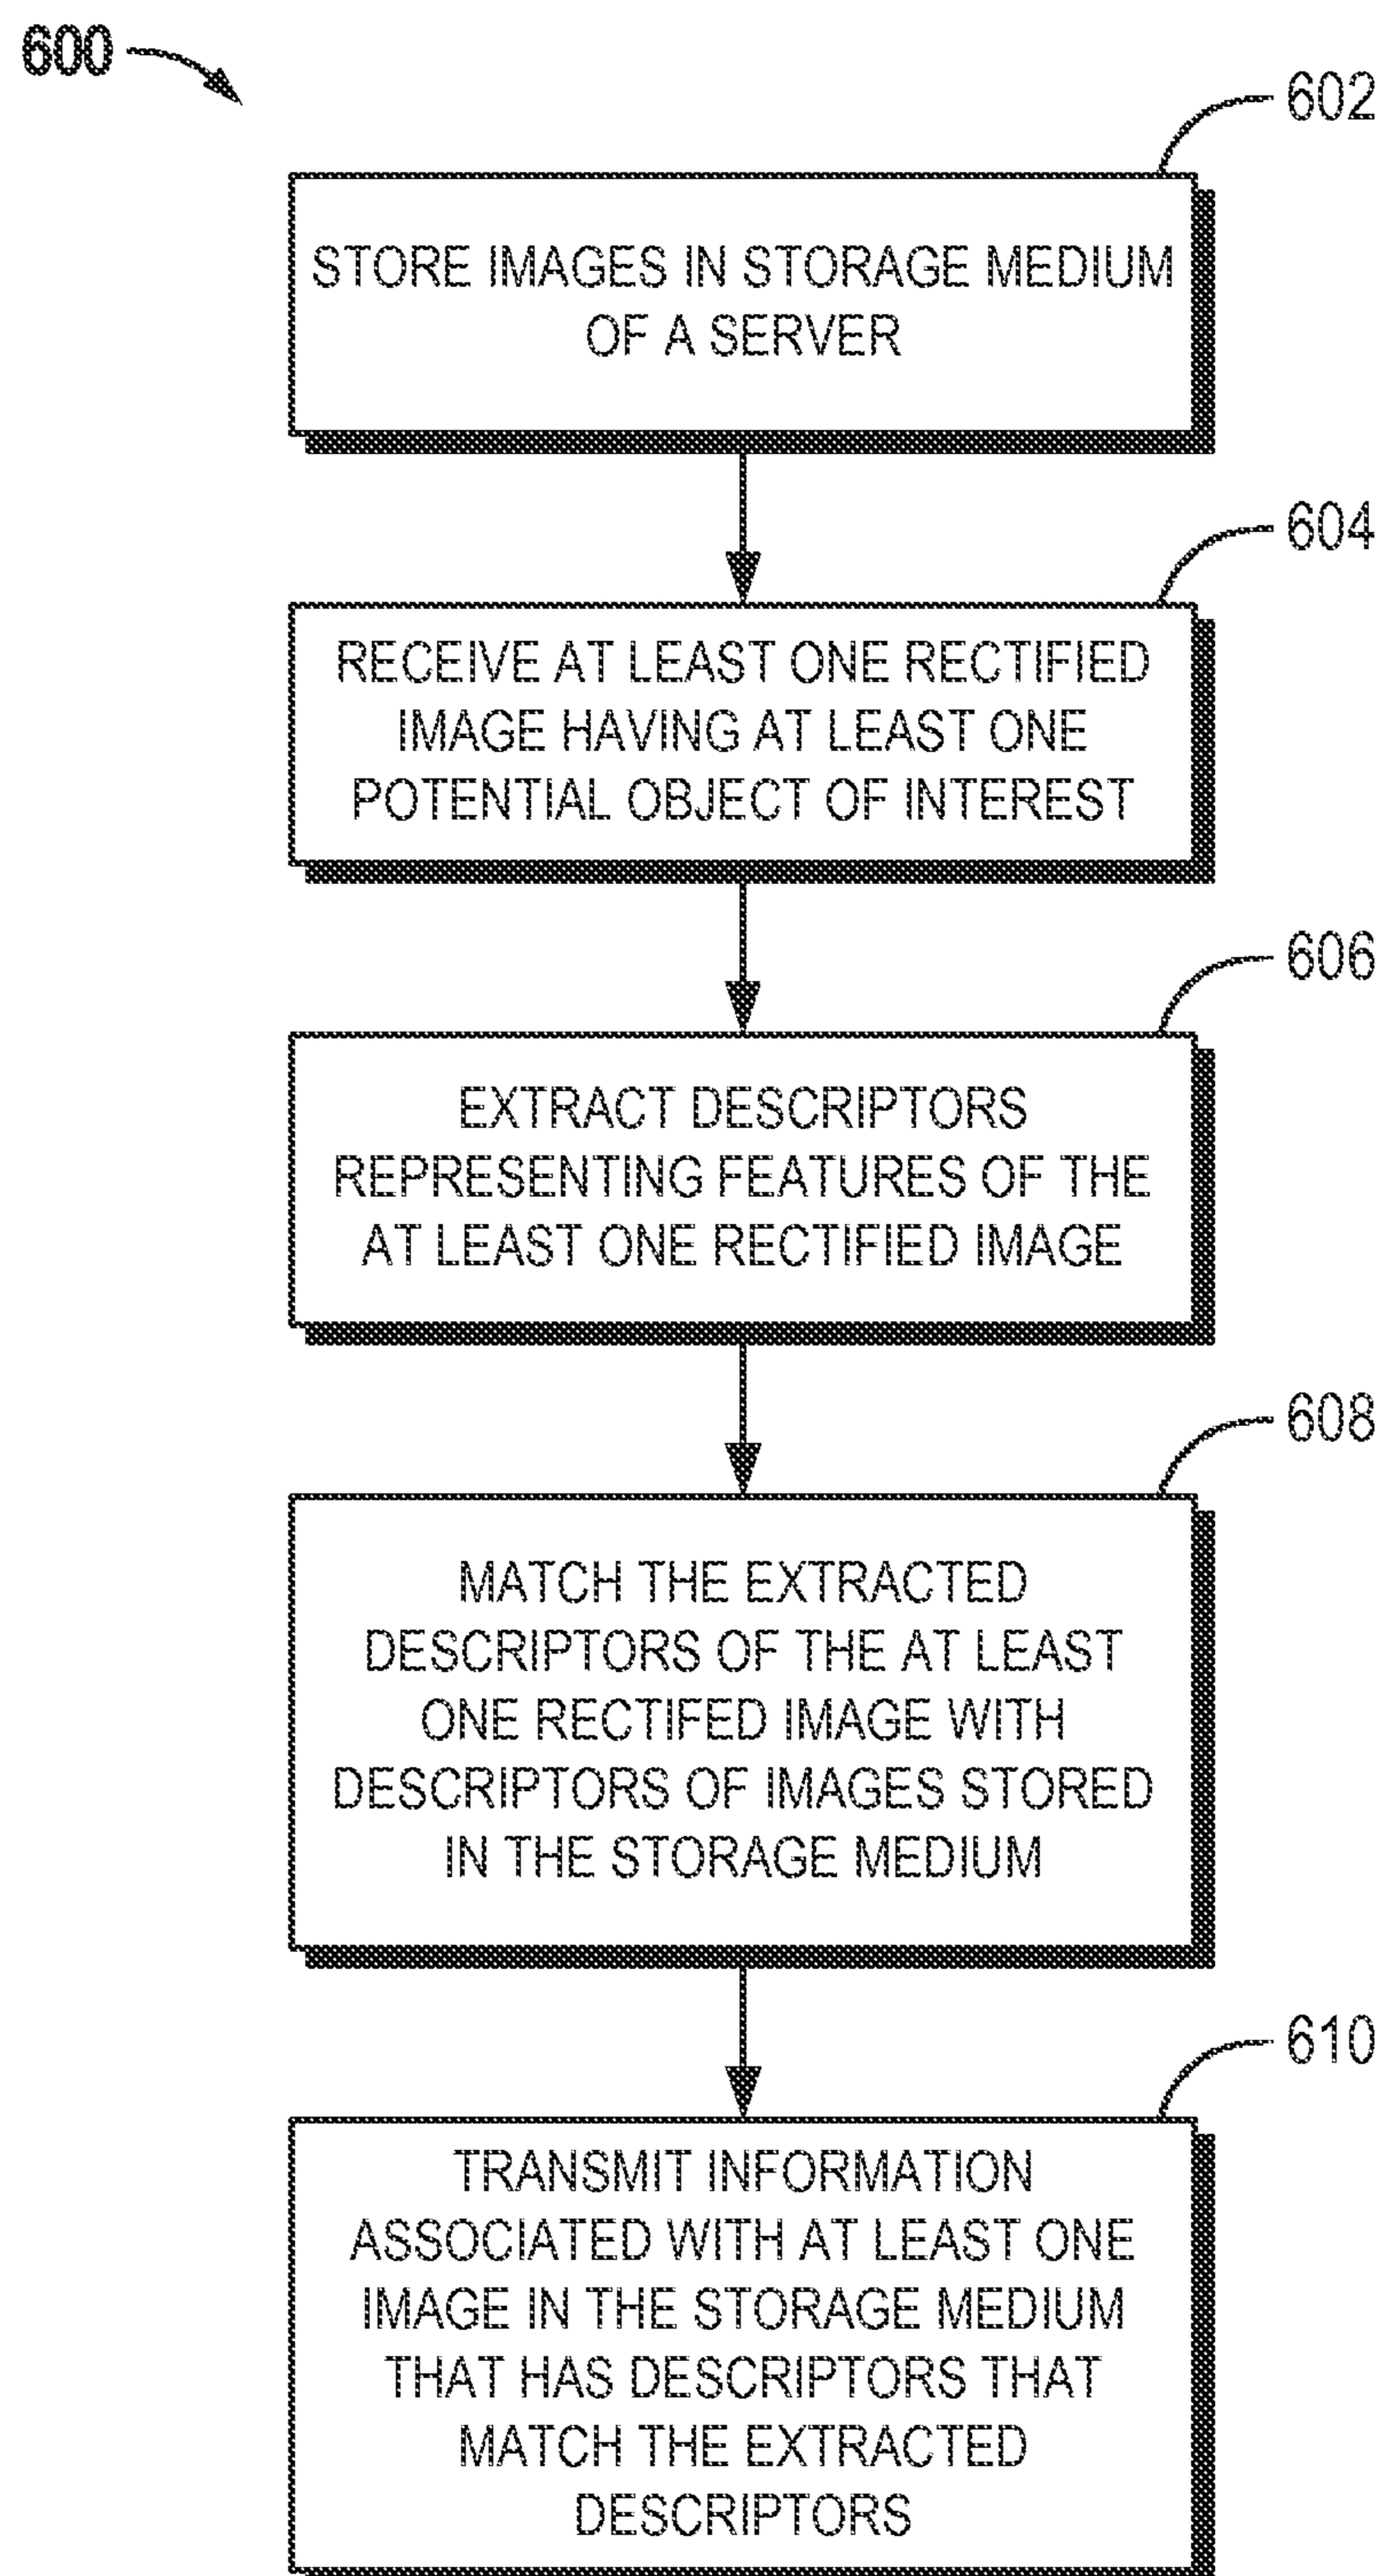 600
602
STORE IMAGES IN STORAGE MEDIUM
OF A SERVER
604
RECEIVE AT LEAST ONE RECTIFIED
IMAGE HAVING AT LEAST ONE
POTENTIAL OBJECT OF INTEREST
606
EXTRACT DESCRIPTORS
REPRESENTING FEATURES OF THE
AT LEAST ONE RECTIFIED IMAGE
608
MATCH THE EXTRACTED
DESCRIPTORS OF THE AT LEAST
ONE RECTIFED IMAGE WITH
DESCRIPTORS OF IMAGES STORED
IN THE STORAGE MEDIUM
610
TRANSMIT INFORMATION
ASSOCIATED WITH AT LEAST ONE
IMAGE IN THE STORAGE MEDIUM
THAT HAS DESCRIPTORS THAT
MATCH THE EXTRACTED
DESCRIPTORS